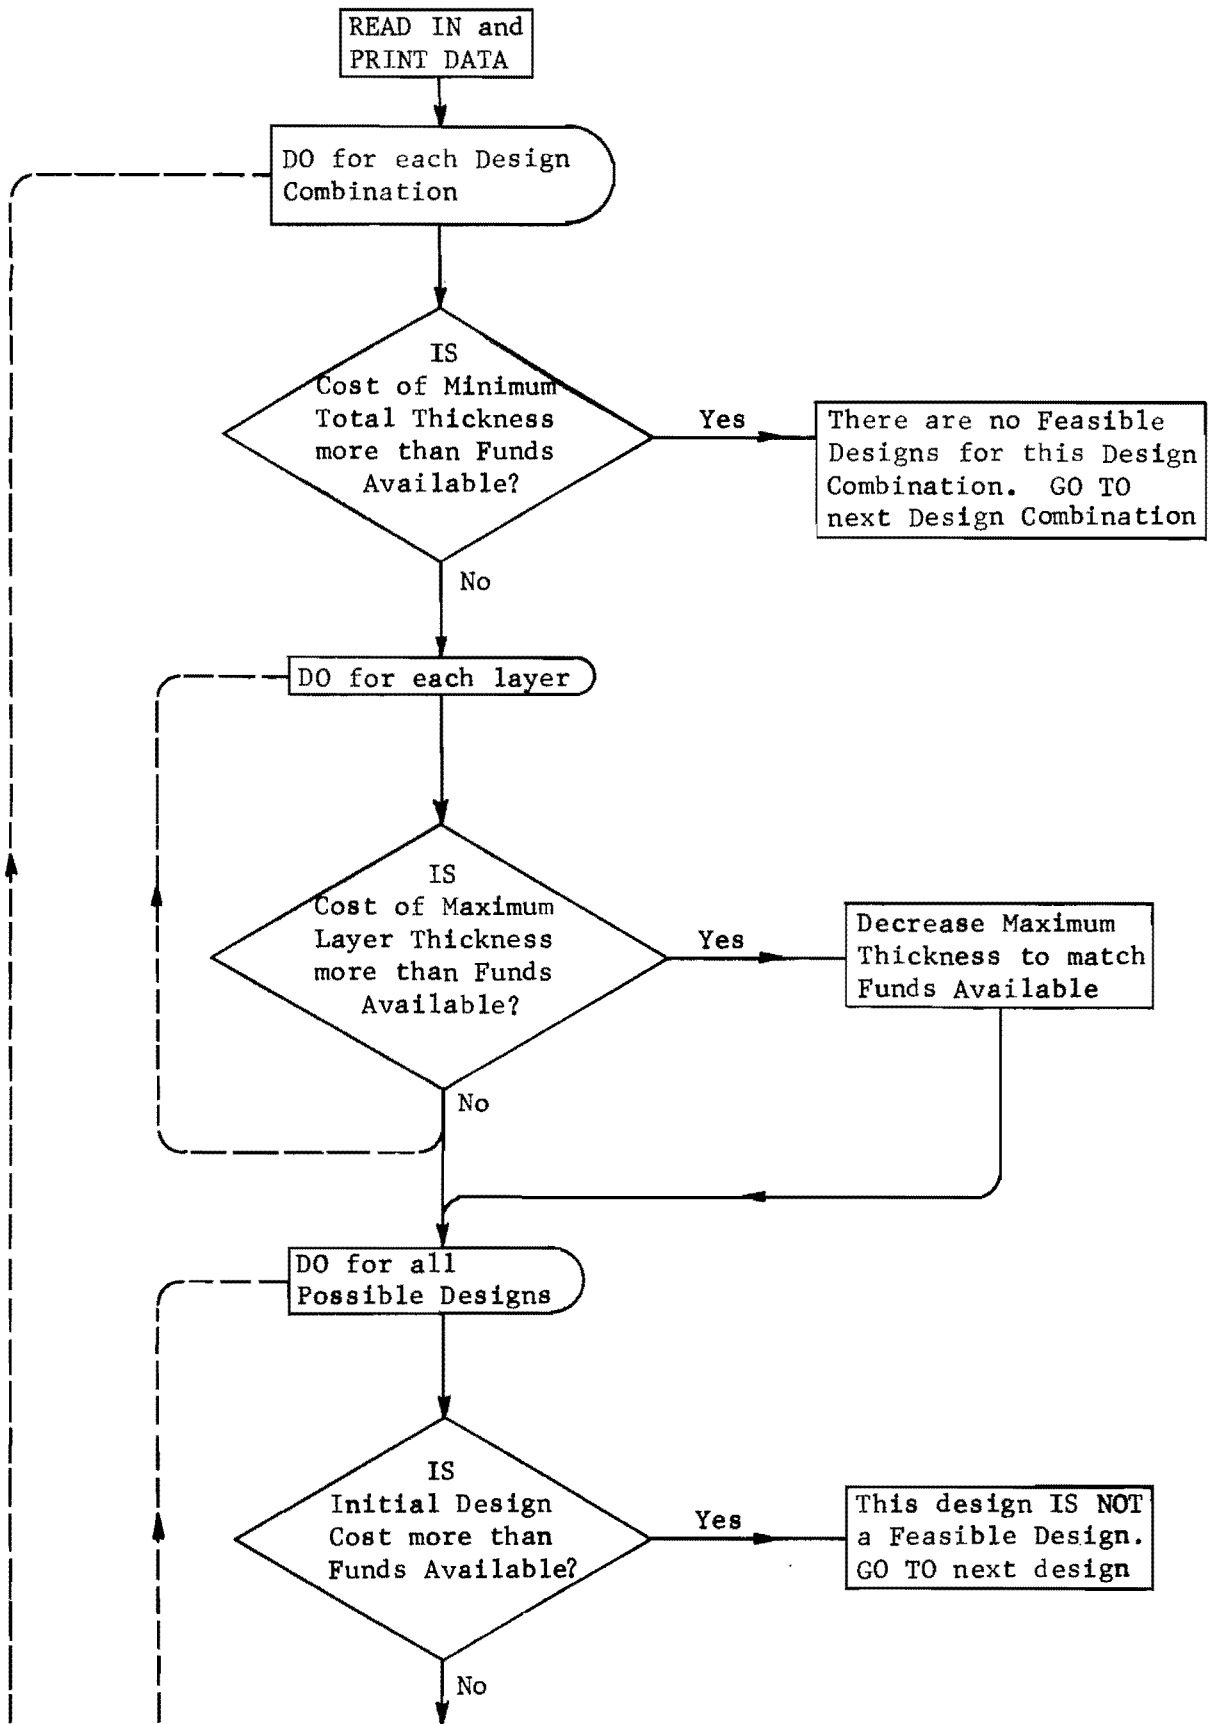 READ IN and
PRINT DATA
DO for each Design
Combination
IS
Cost of Minimum
Total Thickness
more than Funds
Available?
Yes
There are no Feasible
Designs for this Design
Combination. GO TO
next Design Combination
No
DO for each layer
IS
Cost of Maximum
Layer Thickness
more than Funds
Available?
Yes
Decrease Maximum
Thickness to match
Funds Available
No
DO for all
Possible Designs
IS
Initial Design
Cost more than
Funds Available?
Yes
This design IS NOT
a Feasible Design.
GO TO next design
No